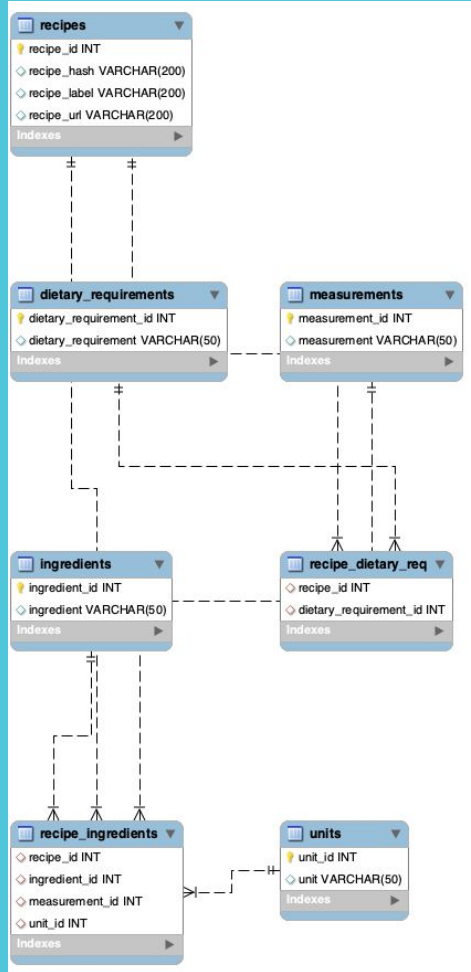 recipes
recipe_id INT
recipe_hash VARCHAR(200)
recipe_label VARCHAR(200)
recipe_url VARCHAR(200)
Indexes
dietary_requirements
dietary_requirement_id INT
dietary_requirement VARCHAR(50)
Indexes
measurements
measurement_id INT
measurement VARCHAR(50)
Indexes
ingredients
ingredient_id INT
ingredient VARCHAR(50)
Indexes
recipe_dietary_req
recipe_id INT
dietary_requirement_id INT
Indexes
recipe_ingredients
recipe_id INT
ingredient_id INT
measurement_id INT
unit_id INT
Indexes
units
unit_id INT
unit VARCHAR(50)
Indexes